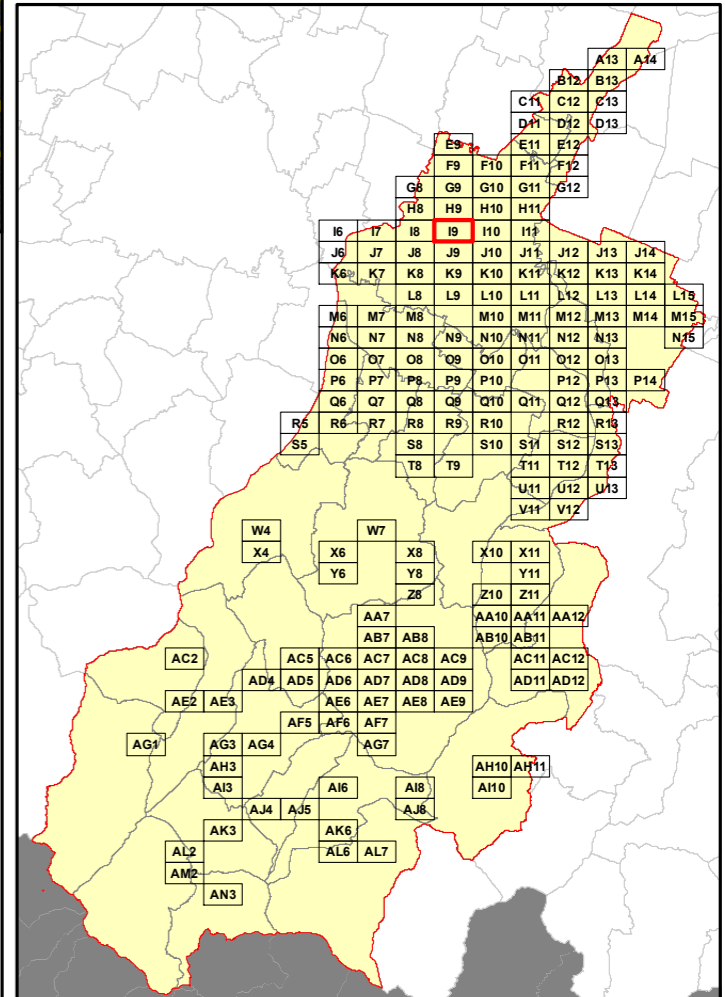 A13 A14
B12 B13
C11 C12 C13
D11 D12 D13
E9 E11 E12
F9 F10 F11 F12
G8 G9 G10 G11 G12
H8 H9 H10 H11
I6 I7 I8 I9 I10 I11
J6 J7 J8 J9 J10 J11 J12 J13 J14
K6 K7 K8 K9 K10 K11 K12 K13 K14
L8 L9 L10 L11 L12 L13 L14 L15
M6 M7 M8 M10 M11 M12 M13 M14 M15
N6 N7 N8 N9 N10 N11 N12 N13 N15
O6 O7 O8 O9 O10 O11 O12 O13
P6 P7 P8 P9 P10 P12 P13 P14
Q6 Q7 Q8 Q9 Q10 Q11 Q12 Q13
R5 R6 R7 R8 R9 R10 R12 R13
S5 S8 S10 S11 S12 S13
T8 T9 T11 T12 T13
U11 U12 U13
V11 V12
W4 W7
X4 X6 X8 X10 X11
Y6 Y8 Y11
Z8 Z10 Z11
AA7 AA10 AA11 AA12
AB7 AB8 AB10 AB11
AC2 AC5 AC6 AC7 AC8 AC9 AC11 AC12
AD4 AD5 AD6 AD7 AD8 AD9 AD11 AD12
AE2 AE3 AE6 AE7 AE8 AE9
AF5 AF6 AF7
AG1 AG3 AG4 AG7
AH3 AH10 AH11
AI3 AI6 AI8 AI10
AJ4 AJ5 AJ8
AK3 AK6
AL2 AL6 AL7
AM2
AN3